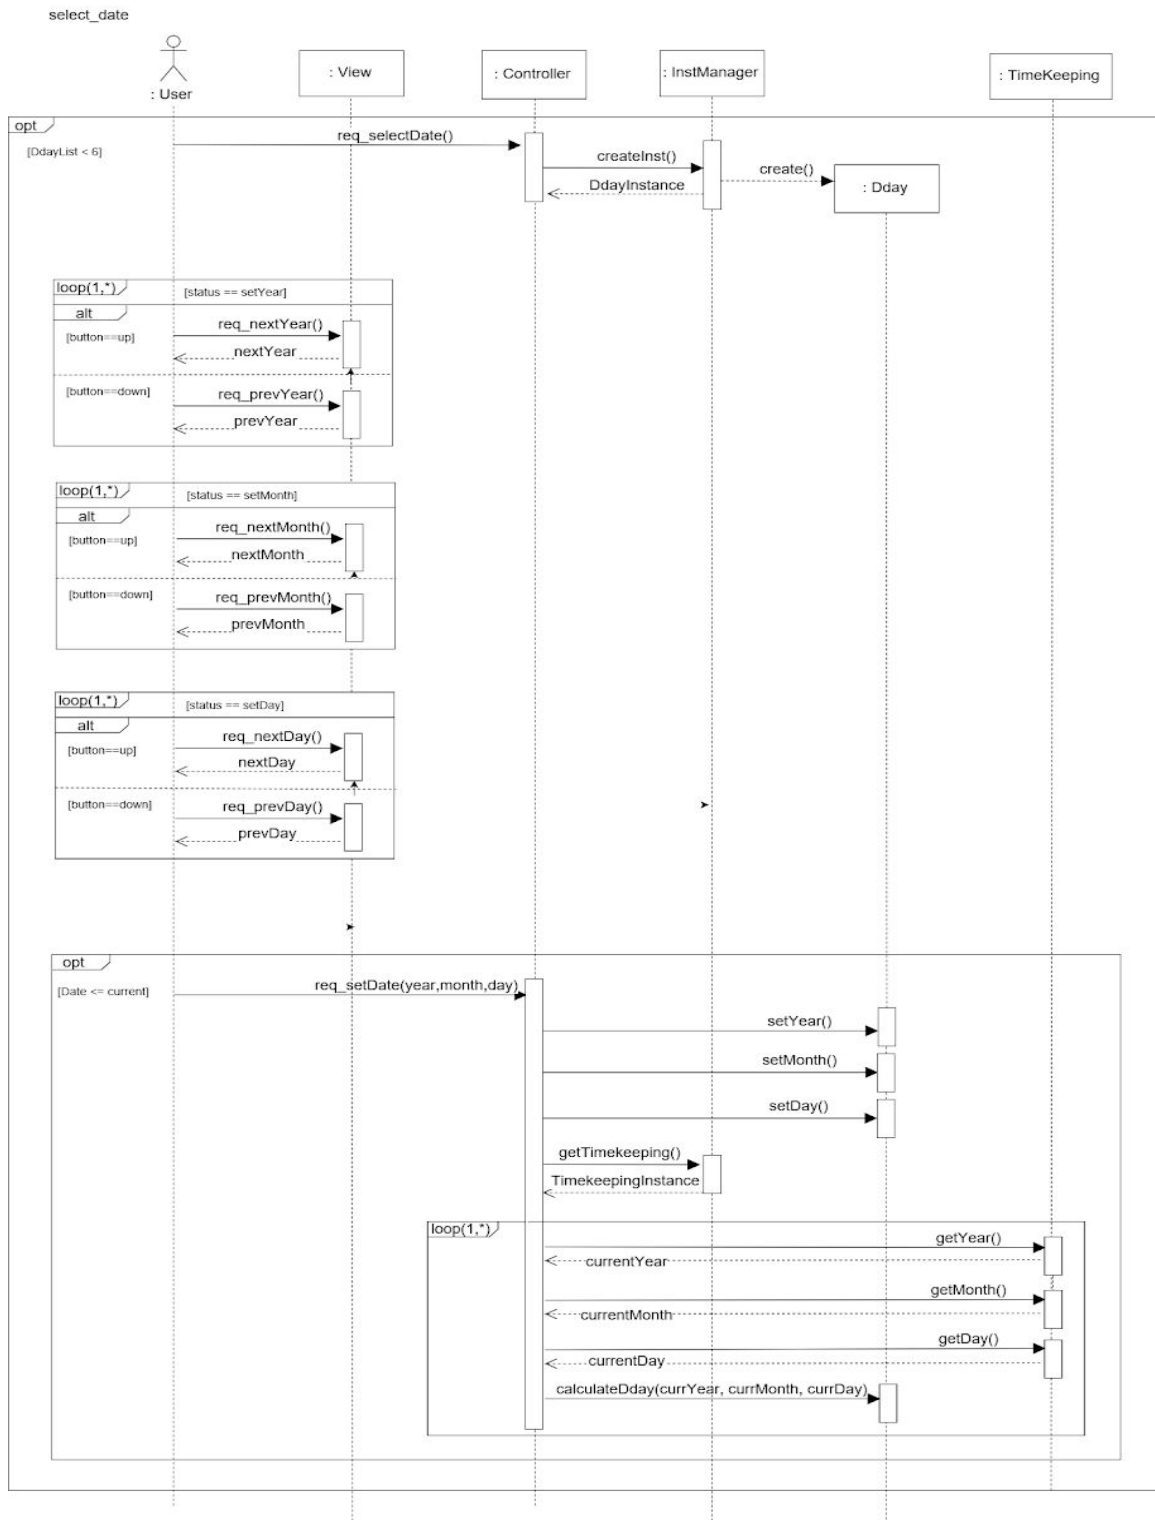 select_date
: User
: View
: Controller
: InstManager
: TimeKeeping
opt
[DdayList < 6]
req_selectDate()
createInst()
create()
DdayInstance
: Dday
loop(1,*)
[status == setYear]
alt
[button==up]
req_nextYear()
nextYear
[button==down]
req_prevYear()
prevYear
loop(1,*)
[status == setMonth]
alt
[button==up]
req_nextMonth()
nextMonth
[button==down]
req_prevMonth()
prevMonth
loop(1,*)
[status == setDay]
alt
[button==up]
req_nextDay()
nextDay
[button==down]
req_prevDay()
prevDay
opt
[Date <= current]
req_setDate(year,month,day)
setYear()
setMonth()
setDay()
getTimekeeping()
TimekeepingInstance
loop(1,*)
getYear()
currentYear
getMonth()
currentMonth
getDay()
currentDay
calculateDday(currYear, currMonth, currDay)